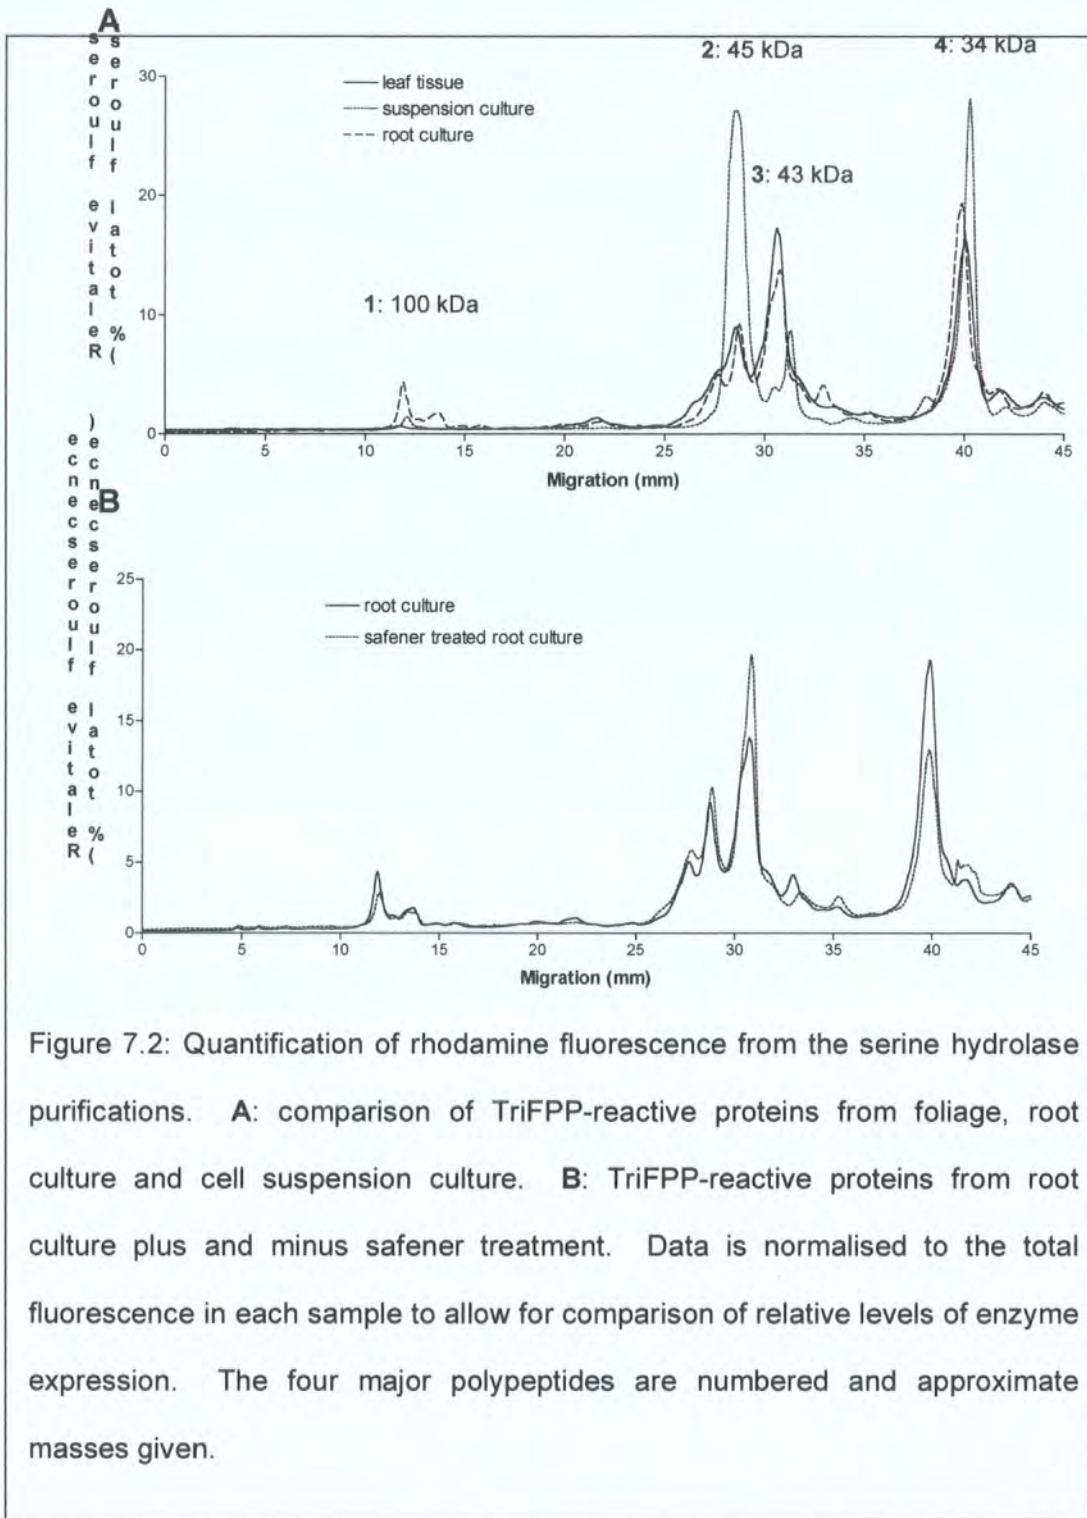 A
Relative fluorescence
(% total fluorescence)
2: 45 kDa
4: 34 kDa
30
20
10
0
leaf tissue
suspension culture
root culture
3: 43 kDa
1: 100 kDa
0 5 10 15 20 25 30 35 40 45
Migration (mm)
B
Relative fluorescence
(% total fluorescence)
25
20
15
10
5
0
root culture
safener treated root culture
0 5 10 15 20 25 30 35 40 45
Migration (mm)
Figure 7.2: Quantification of rhodamine fluorescence from the serine hydrolase
purifications. A: comparison of TriFPP-reactive proteins from foliage, root
culture and cell suspension culture. B: TriFPP-reactive proteins from root
culture plus and minus safener treatment. Data is normalised to the total
fluorescence in each sample to allow for comparison of relative levels of enzyme
expression. The four major polypeptides are numbered and approximate
masses given.